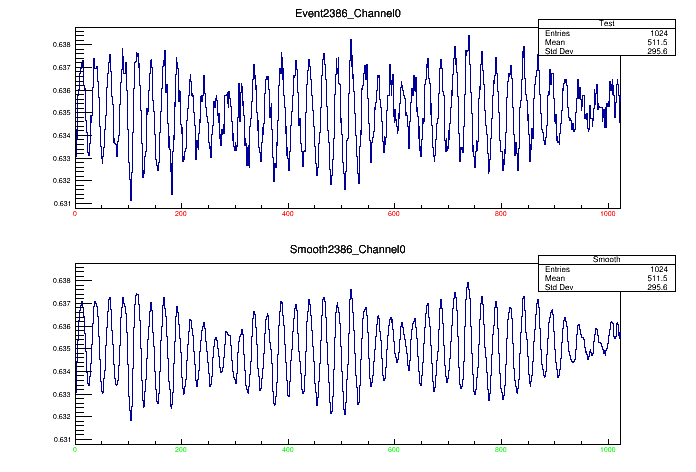 Event2386_Channel0
Test
Entries 1024
Mean 511.5
Std Dev 295.6
0.638
0.637
0.636
0.635
0.634
0.633
0.632
0.631
0 200 400 600 800 1000
Smooth2386_Channel0
Smooth
Entries 1024
Mean 511.5
Std Dev 295.6
0.638
0.637
0.636
0.635
0.634
0.633
0.632
0.631
0 200 400 600 800 1000